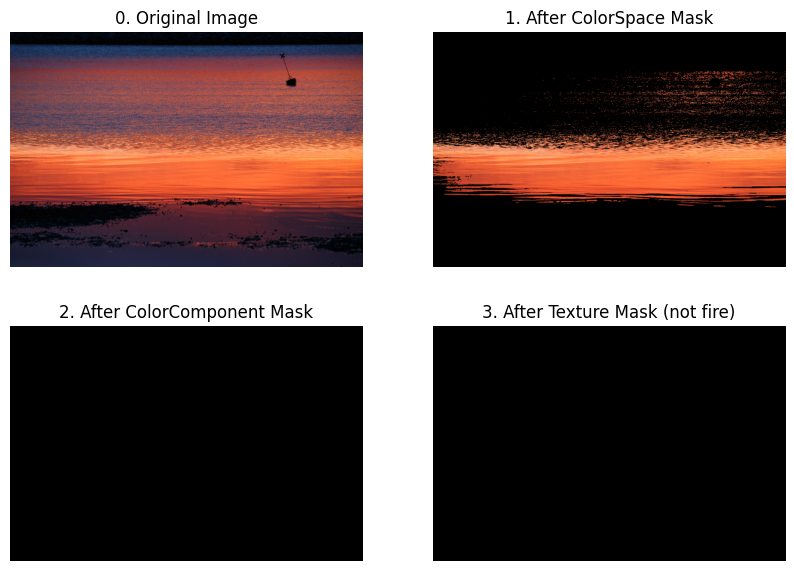 0. Original Image
1. After ColorSpace Mask
2. After ColorComponent Mask
3. After Texture Mask (not fire)